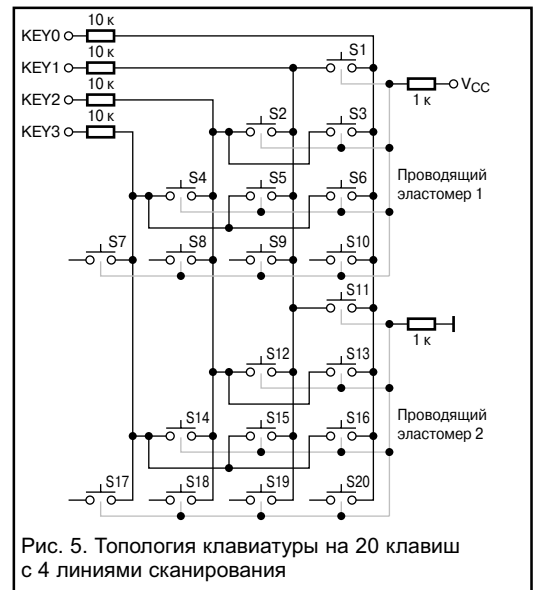 10 к
KEY0
10 к
S1
KEY1
10 к
VCC
1 к
KEY2
10 к
S2 S3
KEY3
Проводящий
эластомер 1
S4 S5 S6
S7 S8 S9 S10
S11
1 к
S12 S13
Проводящий
эластомер 2
S14 S15 S16
S17 S18 S19 S20
Рис. 5. Топология клавиатуры на 20 клавиш
с 4 линиями сканирования